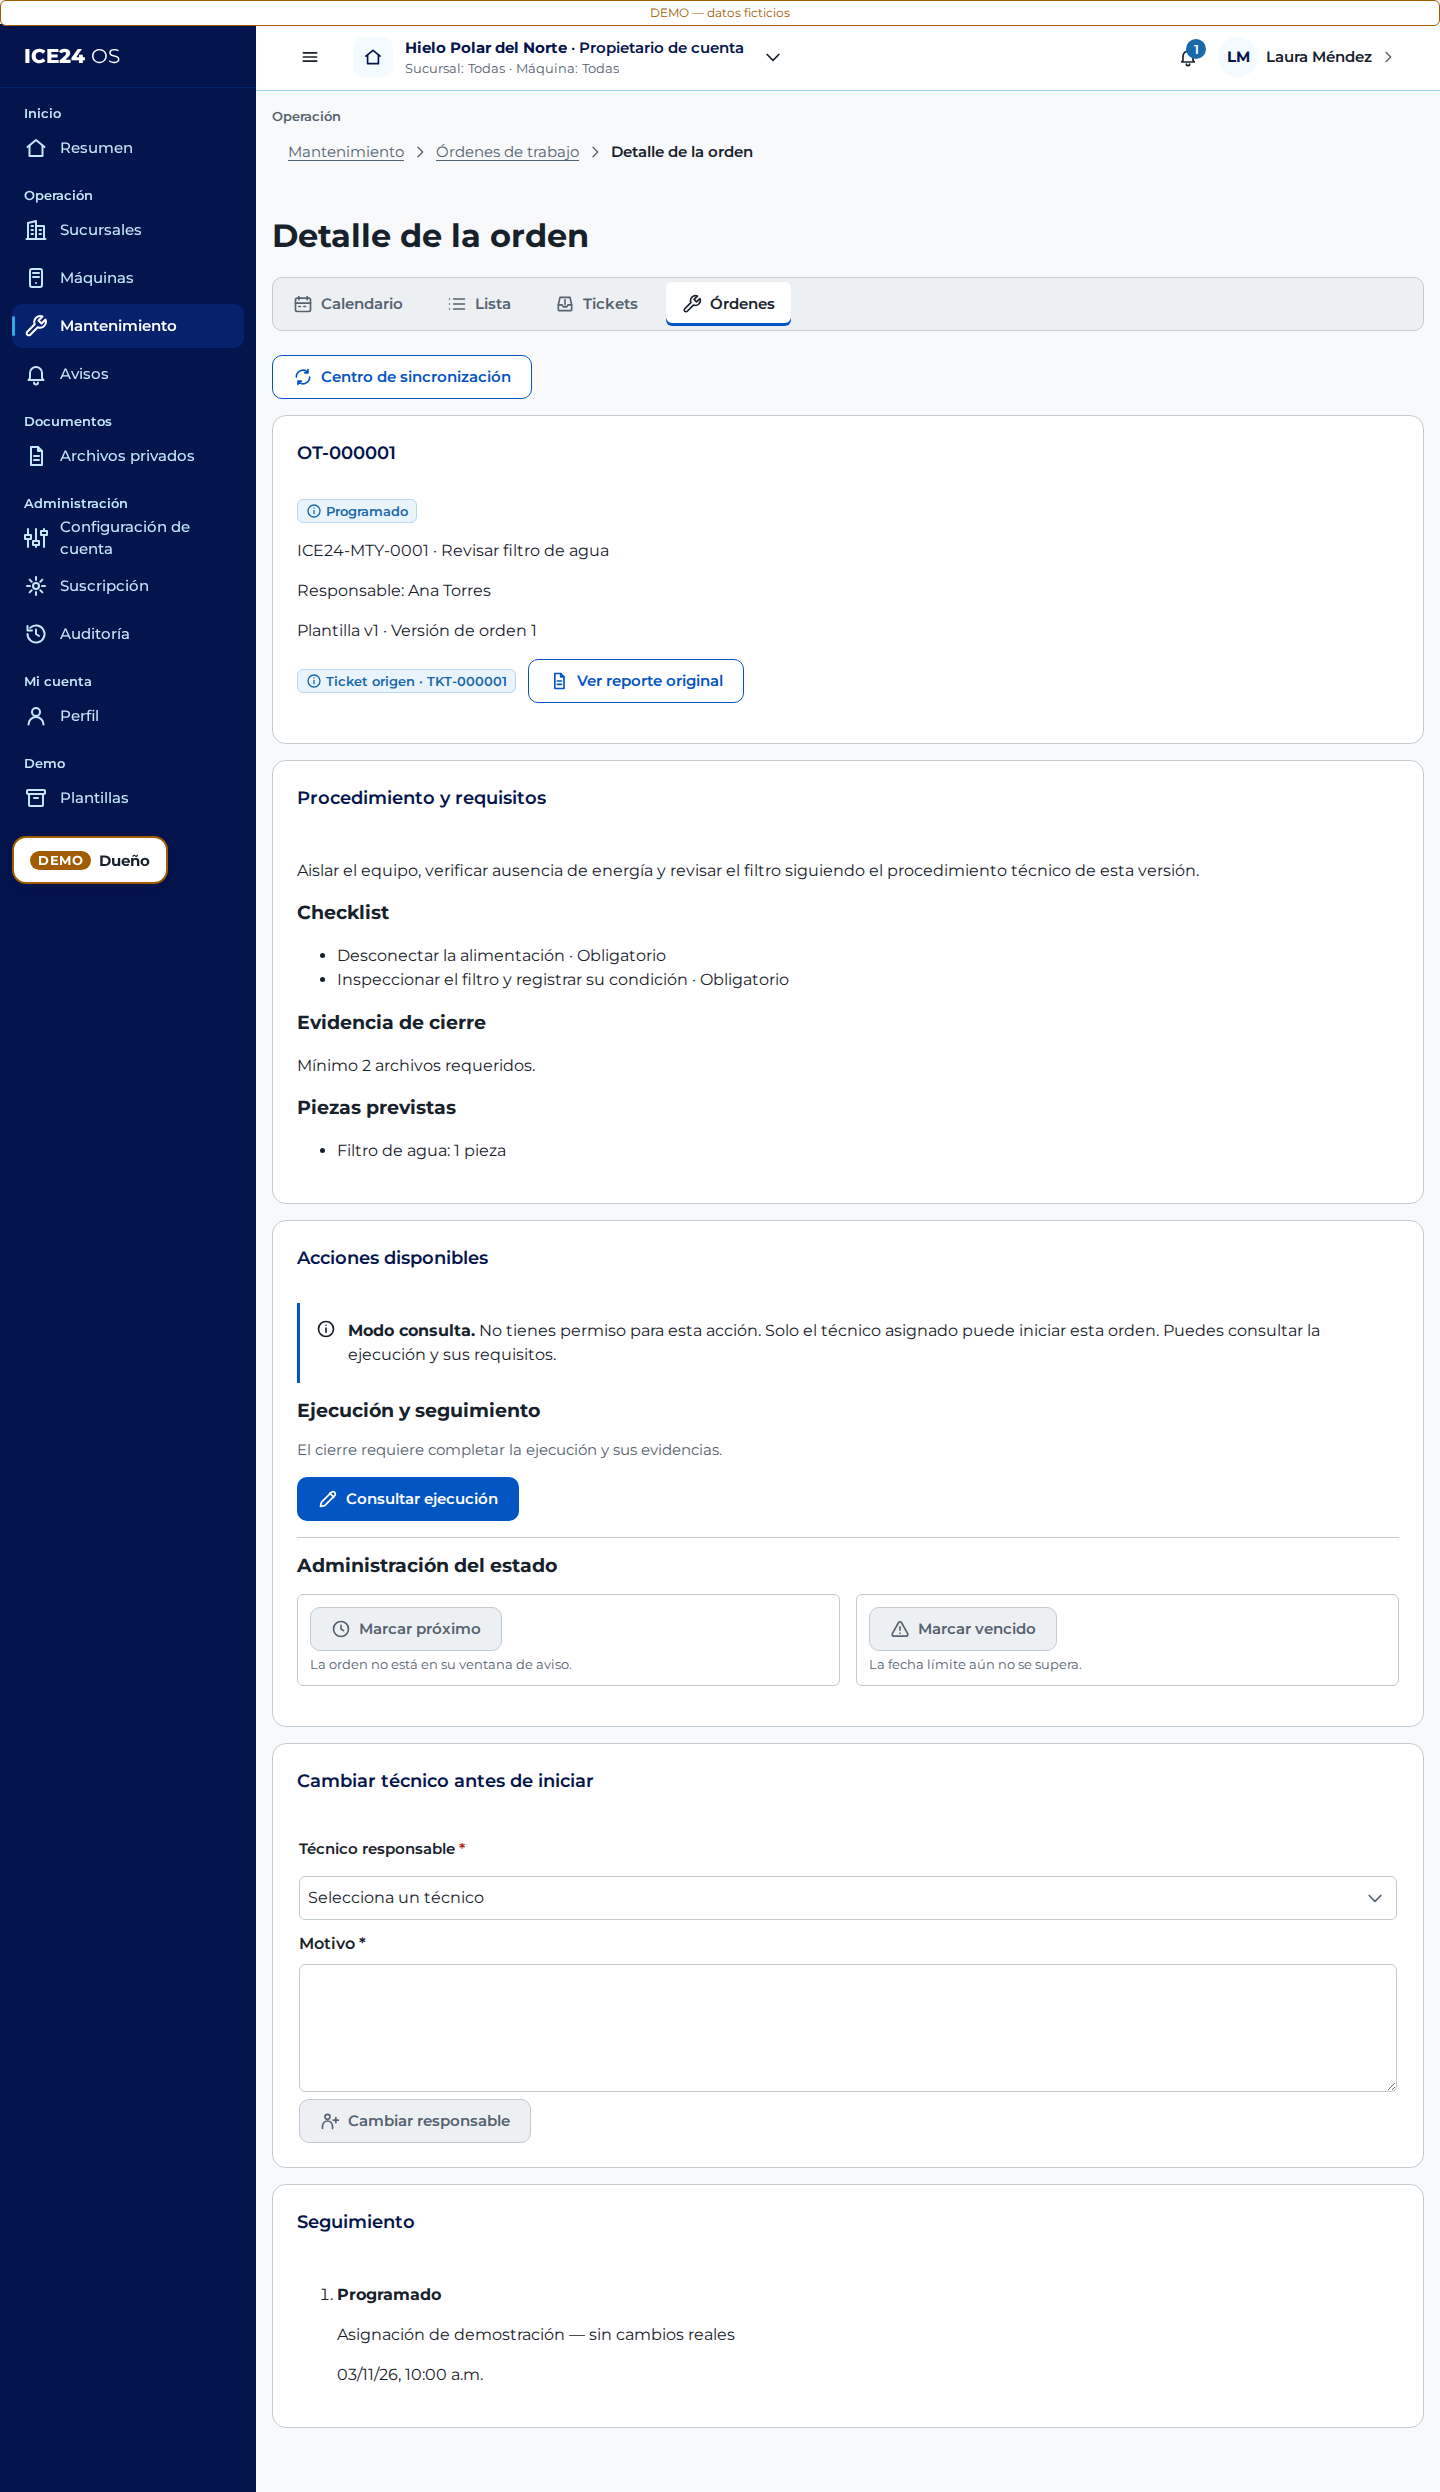 DEMO — datos ficticios
ICE24 OS
Inicio
Resumen
Operación
Sucursales
Máquinas
Mantenimiento
Avisos
Documentos
Archivos privados
Administración
Configuración de
cuenta
Suscripción
Auditoría
Mi cuenta
Perfil
Demo
Plantillas
DEMO Dueño
Hielo Polar del Norte · Propietario de cuenta
Sucursal: Todas · Máquina: Todas
1
LM Laura Méndez
Operación
Mantenimiento
Órdenes de trabajo
Detalle de la orden
Detalle de la orden
Calendario
Lista
Tickets
Órdenes
Centro de sincronización
OT-000001
Programado
ICE24-MTY-0001 · Revisar filtro de agua
Responsable: Ana Torres
Plantilla v1 · Versión de orden 1
Ticket origen · TKT-000001
Ver reporte original
Procedimiento y requisitos
Aislar el equipo, verificar ausencia de energía y revisar el filtro siguiendo el procedimiento técnico de esta versión.
Checklist
• Desconectar la alimentación · Obligatorio
• Inspeccionar el filtro y registrar su condición · Obligatorio
Evidencia de cierre
Mínimo 2 archivos requeridos.
Piezas previstas
• Filtro de agua: 1 pieza
Acciones disponibles
Modo consulta. No tienes permiso para esta acción. Solo el técnico asignado puede iniciar esta orden. Puedes consultar la
ejecución y sus requisitos.
Ejecución y seguimiento
El cierre requiere completar la ejecución y sus evidencias.
Consultar ejecución
Administración del estado
Marcar próximo
La orden no está en su ventana de aviso.
Marcar vencido
La fecha límite aún no se supera.
Cambiar técnico antes de iniciar
Técnico responsable *
Selecciona un técnico
Motivo *
Cambiar responsable
Seguimiento
1. Programado
Asignación de demostración — sin cambios reales
03/11/26, 10:00 a.m.